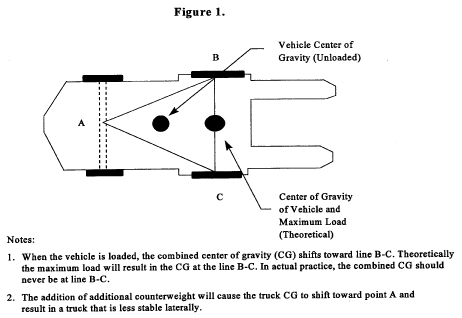 Figure 1.
Vehicle Center of
Gravity (Unloaded)
B
A
C
Center of Gravity
of Vehicle and
Maximum Load
(Theoretical)
Notes:
1. When the vehicle is loaded, the combined center of gravity (CG) shifts toward line B-C. Theoretically
the maximum load will result in the CG at the line B-C. In actual practice, the combined CG should
never be at line B-C.
2. The addition of additional counterweight will cause the truck CG to shift toward point A and
result in a truck that is less stable laterally.